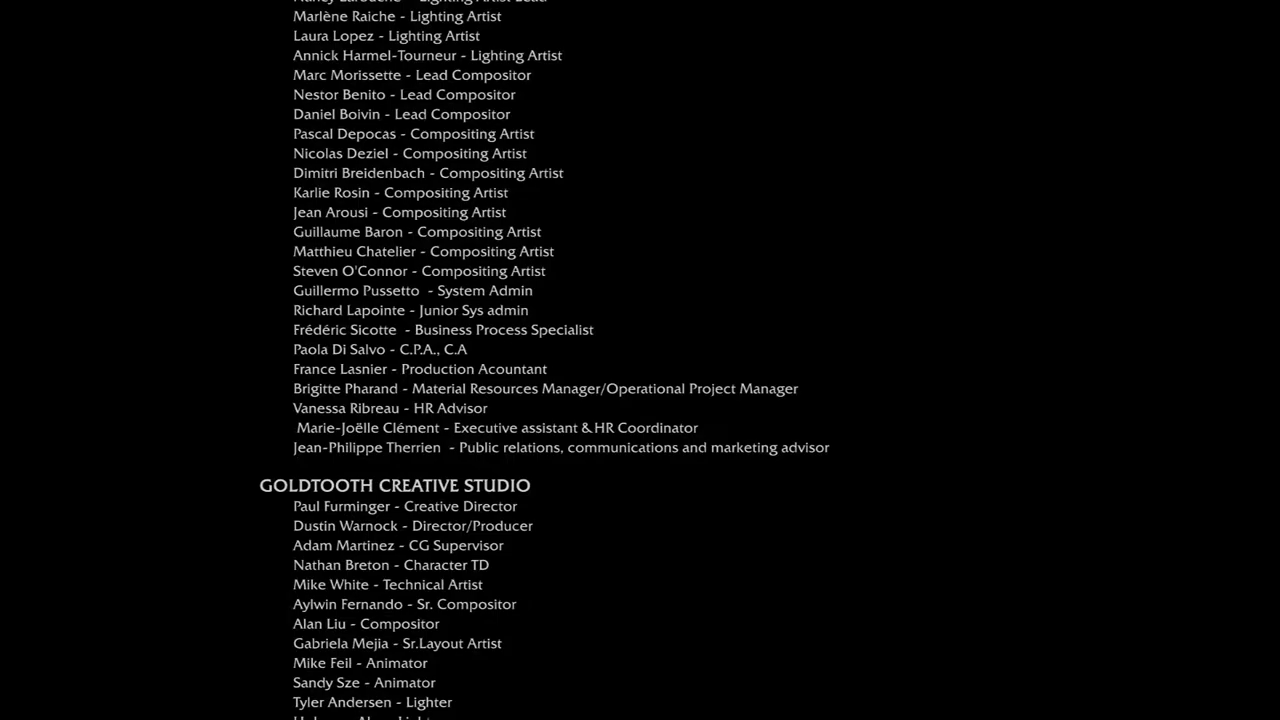 Marlène Raiche - Lighting Artist
Laura Lopez - Lighting Artist
Annick Harmel-Tourneur - Lighting Artist
Marc Morissette - Lead Compositor
Nestor Benito - Lead Compositor
Daniel Boivin - Lead Compositor
Pascal Depocas - Compositing Artist
Nicolas Deziel - Compositing Artist
Dimitri Breidenbach - Compositing Artist
Karlie Rosin - Compositing Artist
Jean Arousi - Compositing Artist
Guillaume Baron - Compositing Artist
Matthieu Chatelier - Compositing Artist
Steven O'Connor - Compositing Artist
Guillermo Pussetto  - System Admin
Richard Lapointe - Junior Sys admin
Frédéric Sicotte  - Business Process Specialist
Paola Di Salvo - C.P.A., C.A
France Lasnier - Production Acountant
Brigitte Pharand - Material Resources Manager/Operational Project Manager
Vanessa Ribreau - HR Advisor
Marie-Joëlle Clément - Executive assistant & HR Coordinator
Jean-Philippe Therrien  - Public relations, communications and marketing advisor
GOLDTOOTH CREATIVE STUDIO
Paul Furminger - Creative Director
Dustin Warnock - Director/Producer
Adam Martinez - CG Supervisor
Nathan Breton - Character TD
Mike White - Technical Artist
Aylwin Fernando - Sr. Compositor
Alan Liu - Compositor
Gabriela Mejia - Sr.Layout Artist
Mike Feil - Animator
Sandy Sze - Animator
Tyler Andersen - Lighter